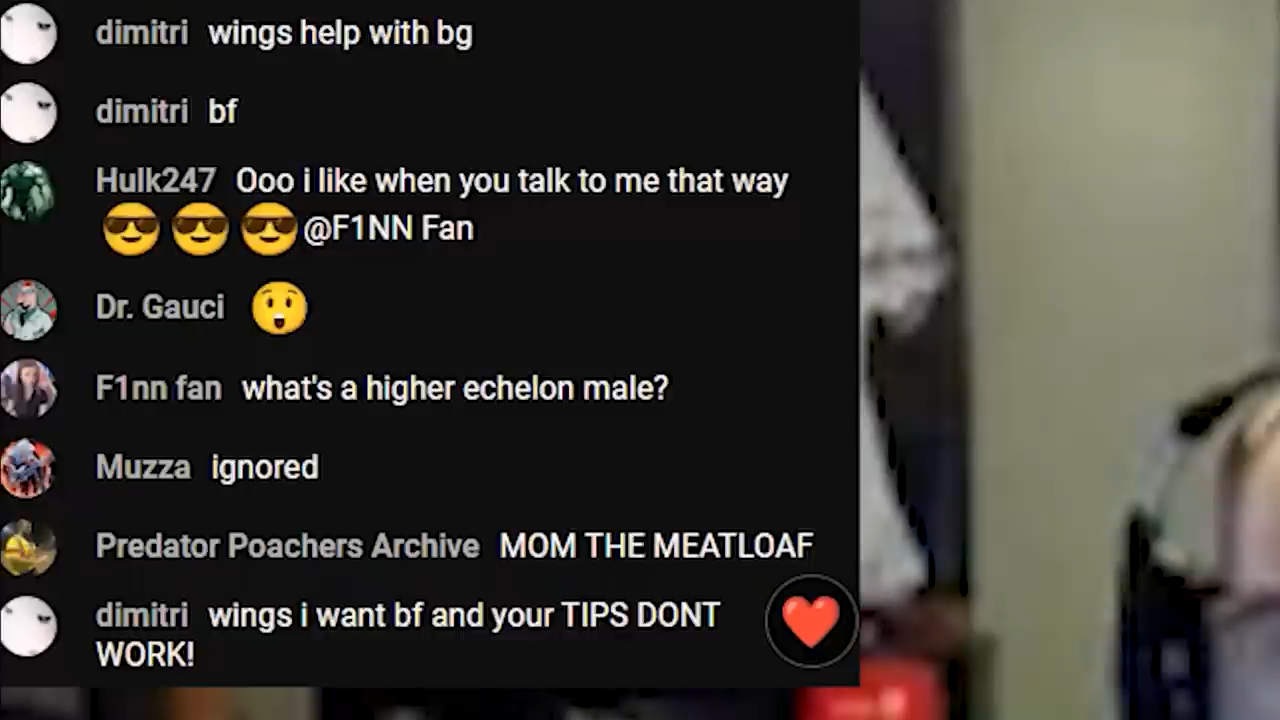 dimitri wings help with bg
dimitri bf
Hulk247 Ooo i like when you talk to me that way
😎😎😎@F1NN Fan
Dr. Gauci 😲
F1nn fan what's a higher echelon male?
Muzza ignored
Predator Poachers Archive MOM THE MEATLOAF
dimitri wings i want bf and your TIPS DONT
WORK!